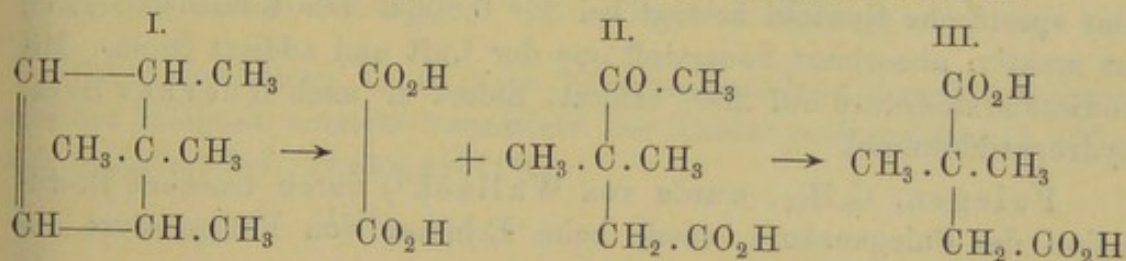 I. II. III.
CH——CH.CH₃ CO₂H CO.CH₃ CO₂H
CH₃.C.CH₃ → + CH₃.C.CH₃ → CH₃.C.CH₃
CH——CH.CH₃ CO₂H CH₂.CO₂H CH₂.CO₂H